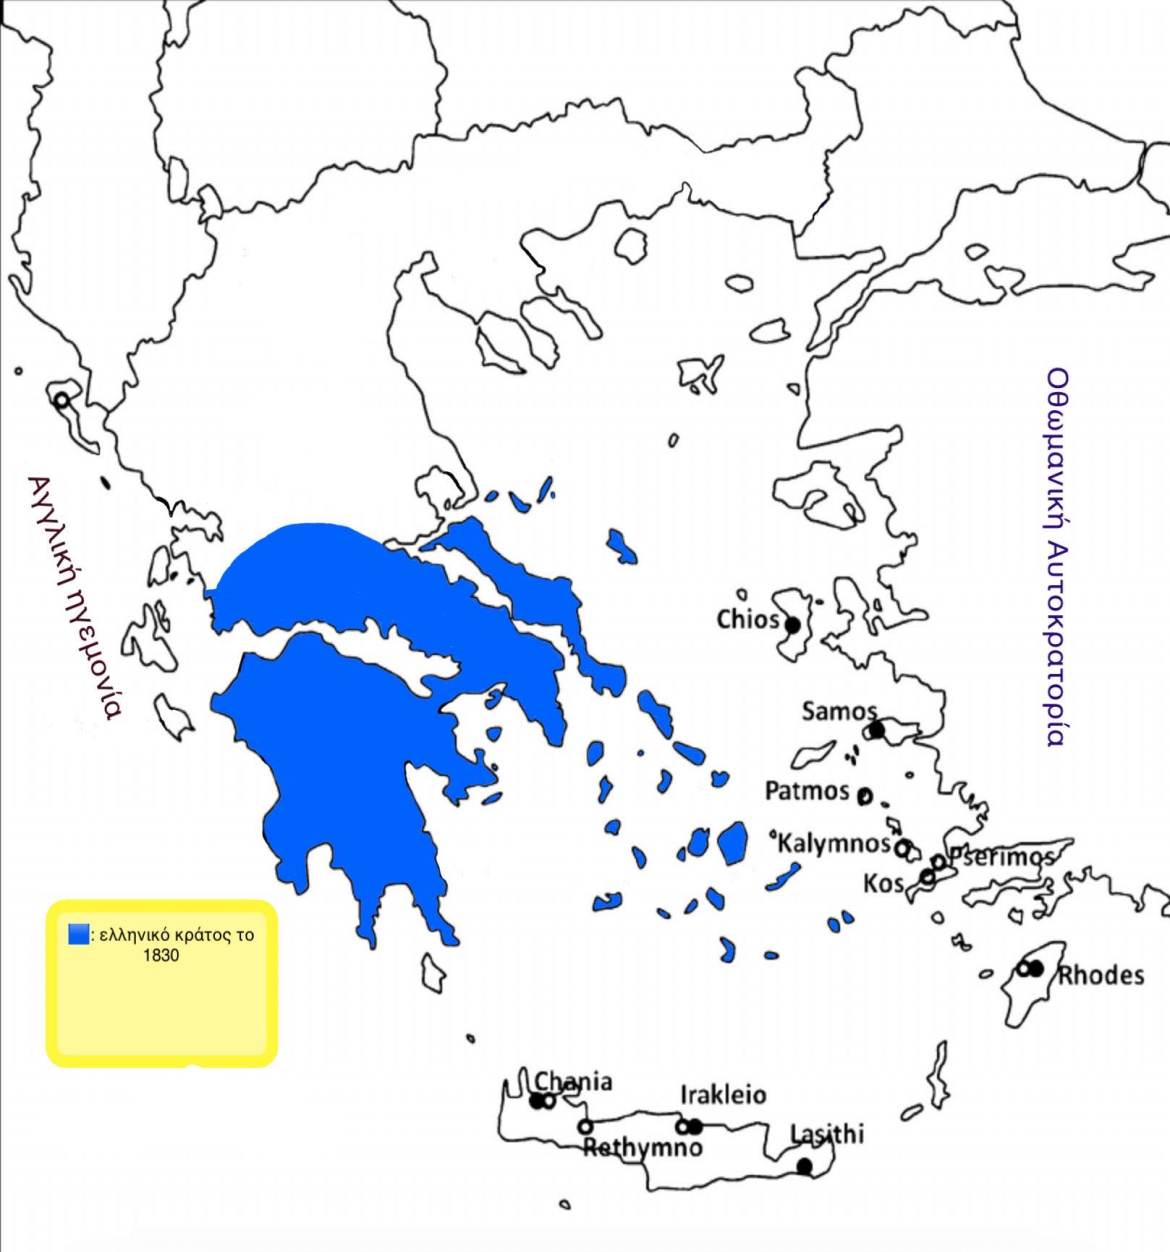 Οθωμανική Αυτοκρατορία
Αγγλική ηγεμονία
Chios
Samos
Patmos
Kalymnos
Pserimos
Kos
: ελληνικό κράτος το
1830
Rhodes
Chania
Irakleio
Rethymno
Lasithi